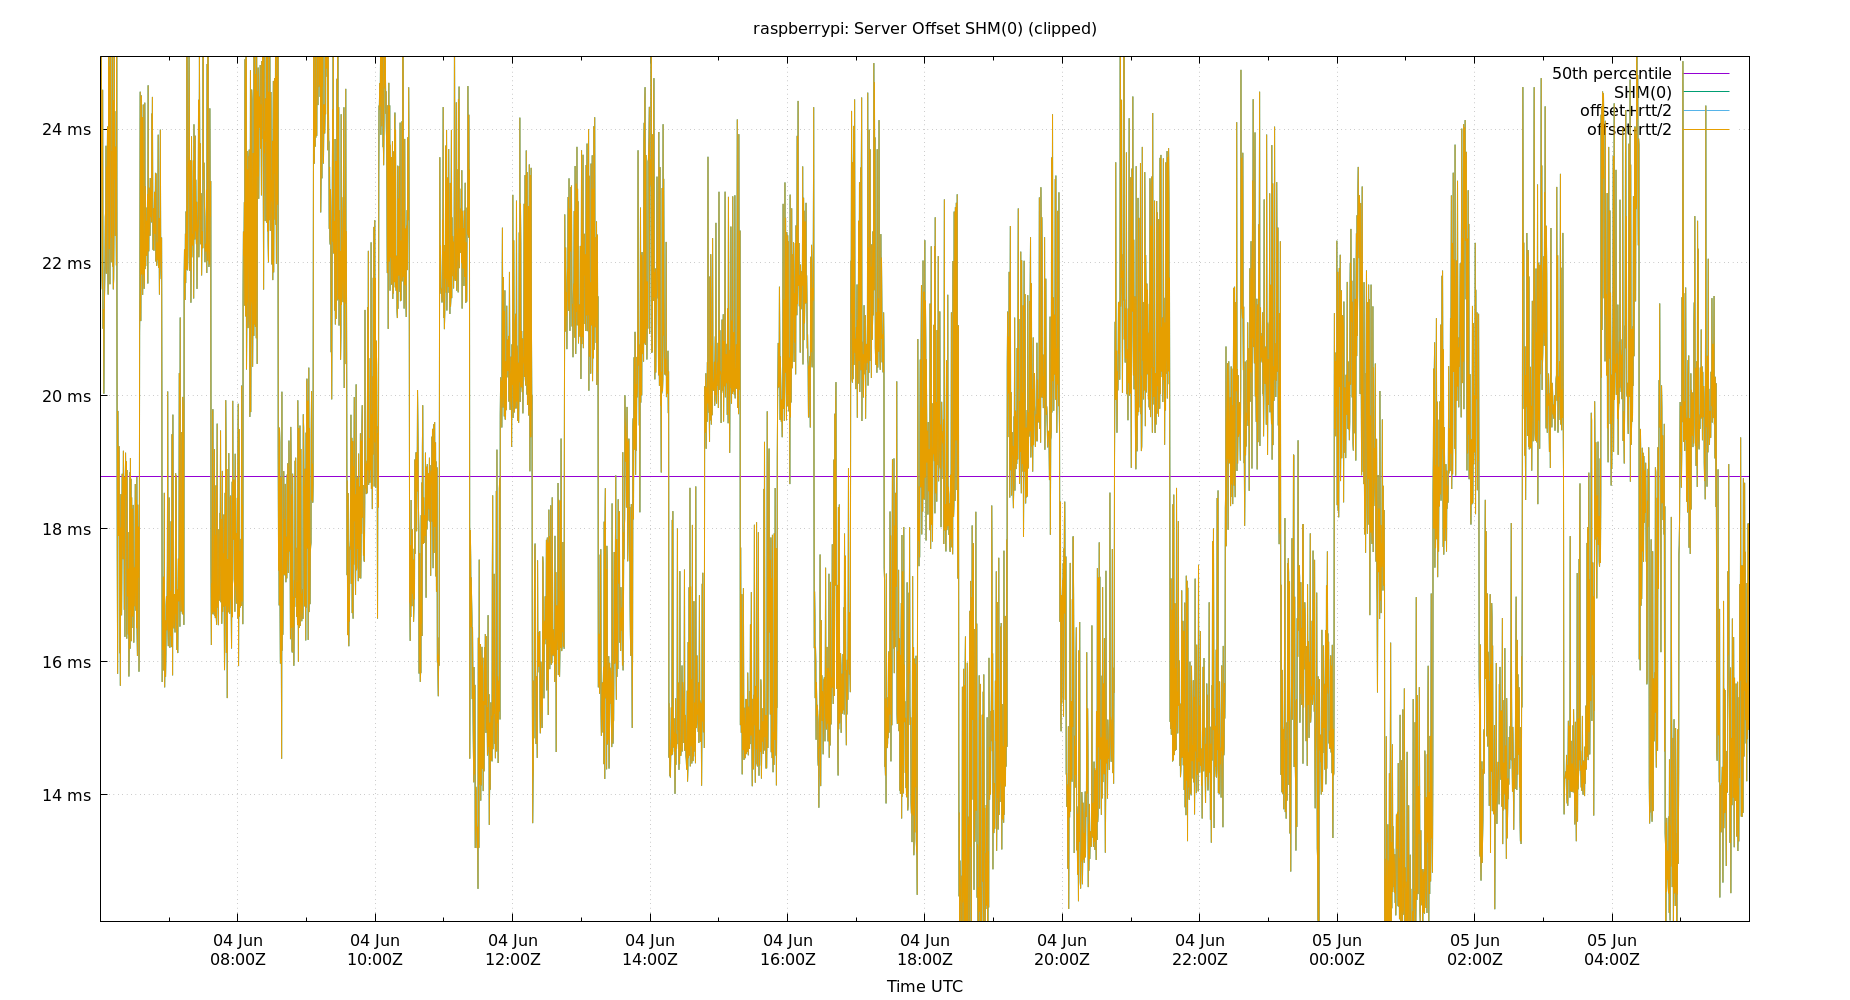 raspberrypi: Server Offset SHM(0) (clipped)
50th percentile
SHM(0)
offset+rtt/2
offset-rtt/2
24 ms
22 ms
20 ms
18 ms
16 ms
14 ms
04 Jun 04 Jun 04 Jun 04 Jun 04 Jun 04 Jun 04 Jun 04 Jun 05 Jun 05 Jun 05 Jun
08:00Z 10:00Z 12:00Z 14:00Z 16:00Z 18:00Z 20:00Z 22:00Z 00:00Z 02:00Z 04:00Z
Time UTC